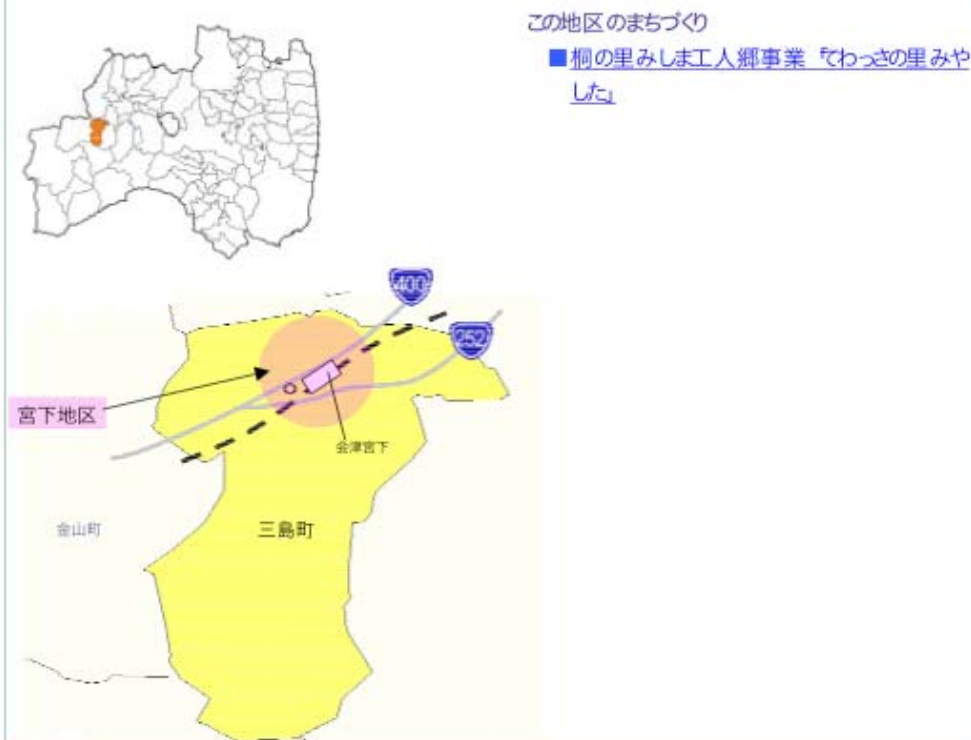 この地区のまちづくり
■桐の里みしま工人郷事業 『てわっさの里みや
した』
400
252
宮下地区
会津宮下
金山町
三島町